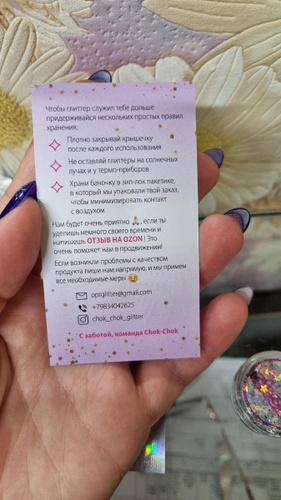 Чтобы глиттер служил тебе дольше
придерживайся нескольких простых правил
хранения:
Плотно закрывай крышечку
после каждого использования
Не оставляй глиттеры на солнечных
лучах и у термо-приборов
Храни баночку в зип-лок пакетике,
в который мы упаковали твой заказ,
чтобы минимизировать контакт
с воздухом
Нам будет очень приятно 🙏, если ты
уделишь немного своего времени и
напишешь ОТЗЫВ НА OZON! Это
очень поможет нам в продвижении!
Если возникли проблемы с качеством
продукта пиши нам напрямую, и мы примем
все необходимые меры 😉
opsglitter@gmail.com
+79834042625
chok_chok_glitter
С заботой, команда Chok-Chok